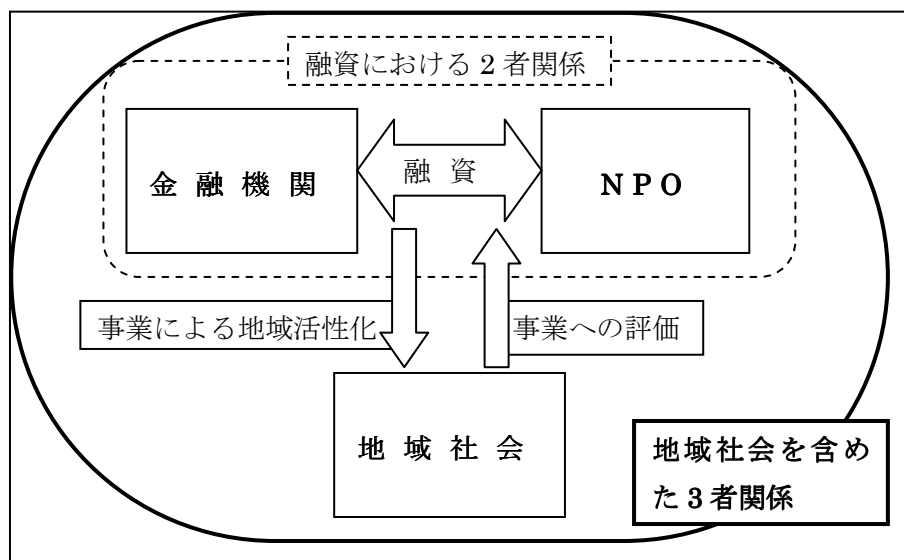 融資における2者関係
金融機関
融資
NPO
事業による地域活性化
事業への評価
地域社会
地域社会を含め
た3者関係